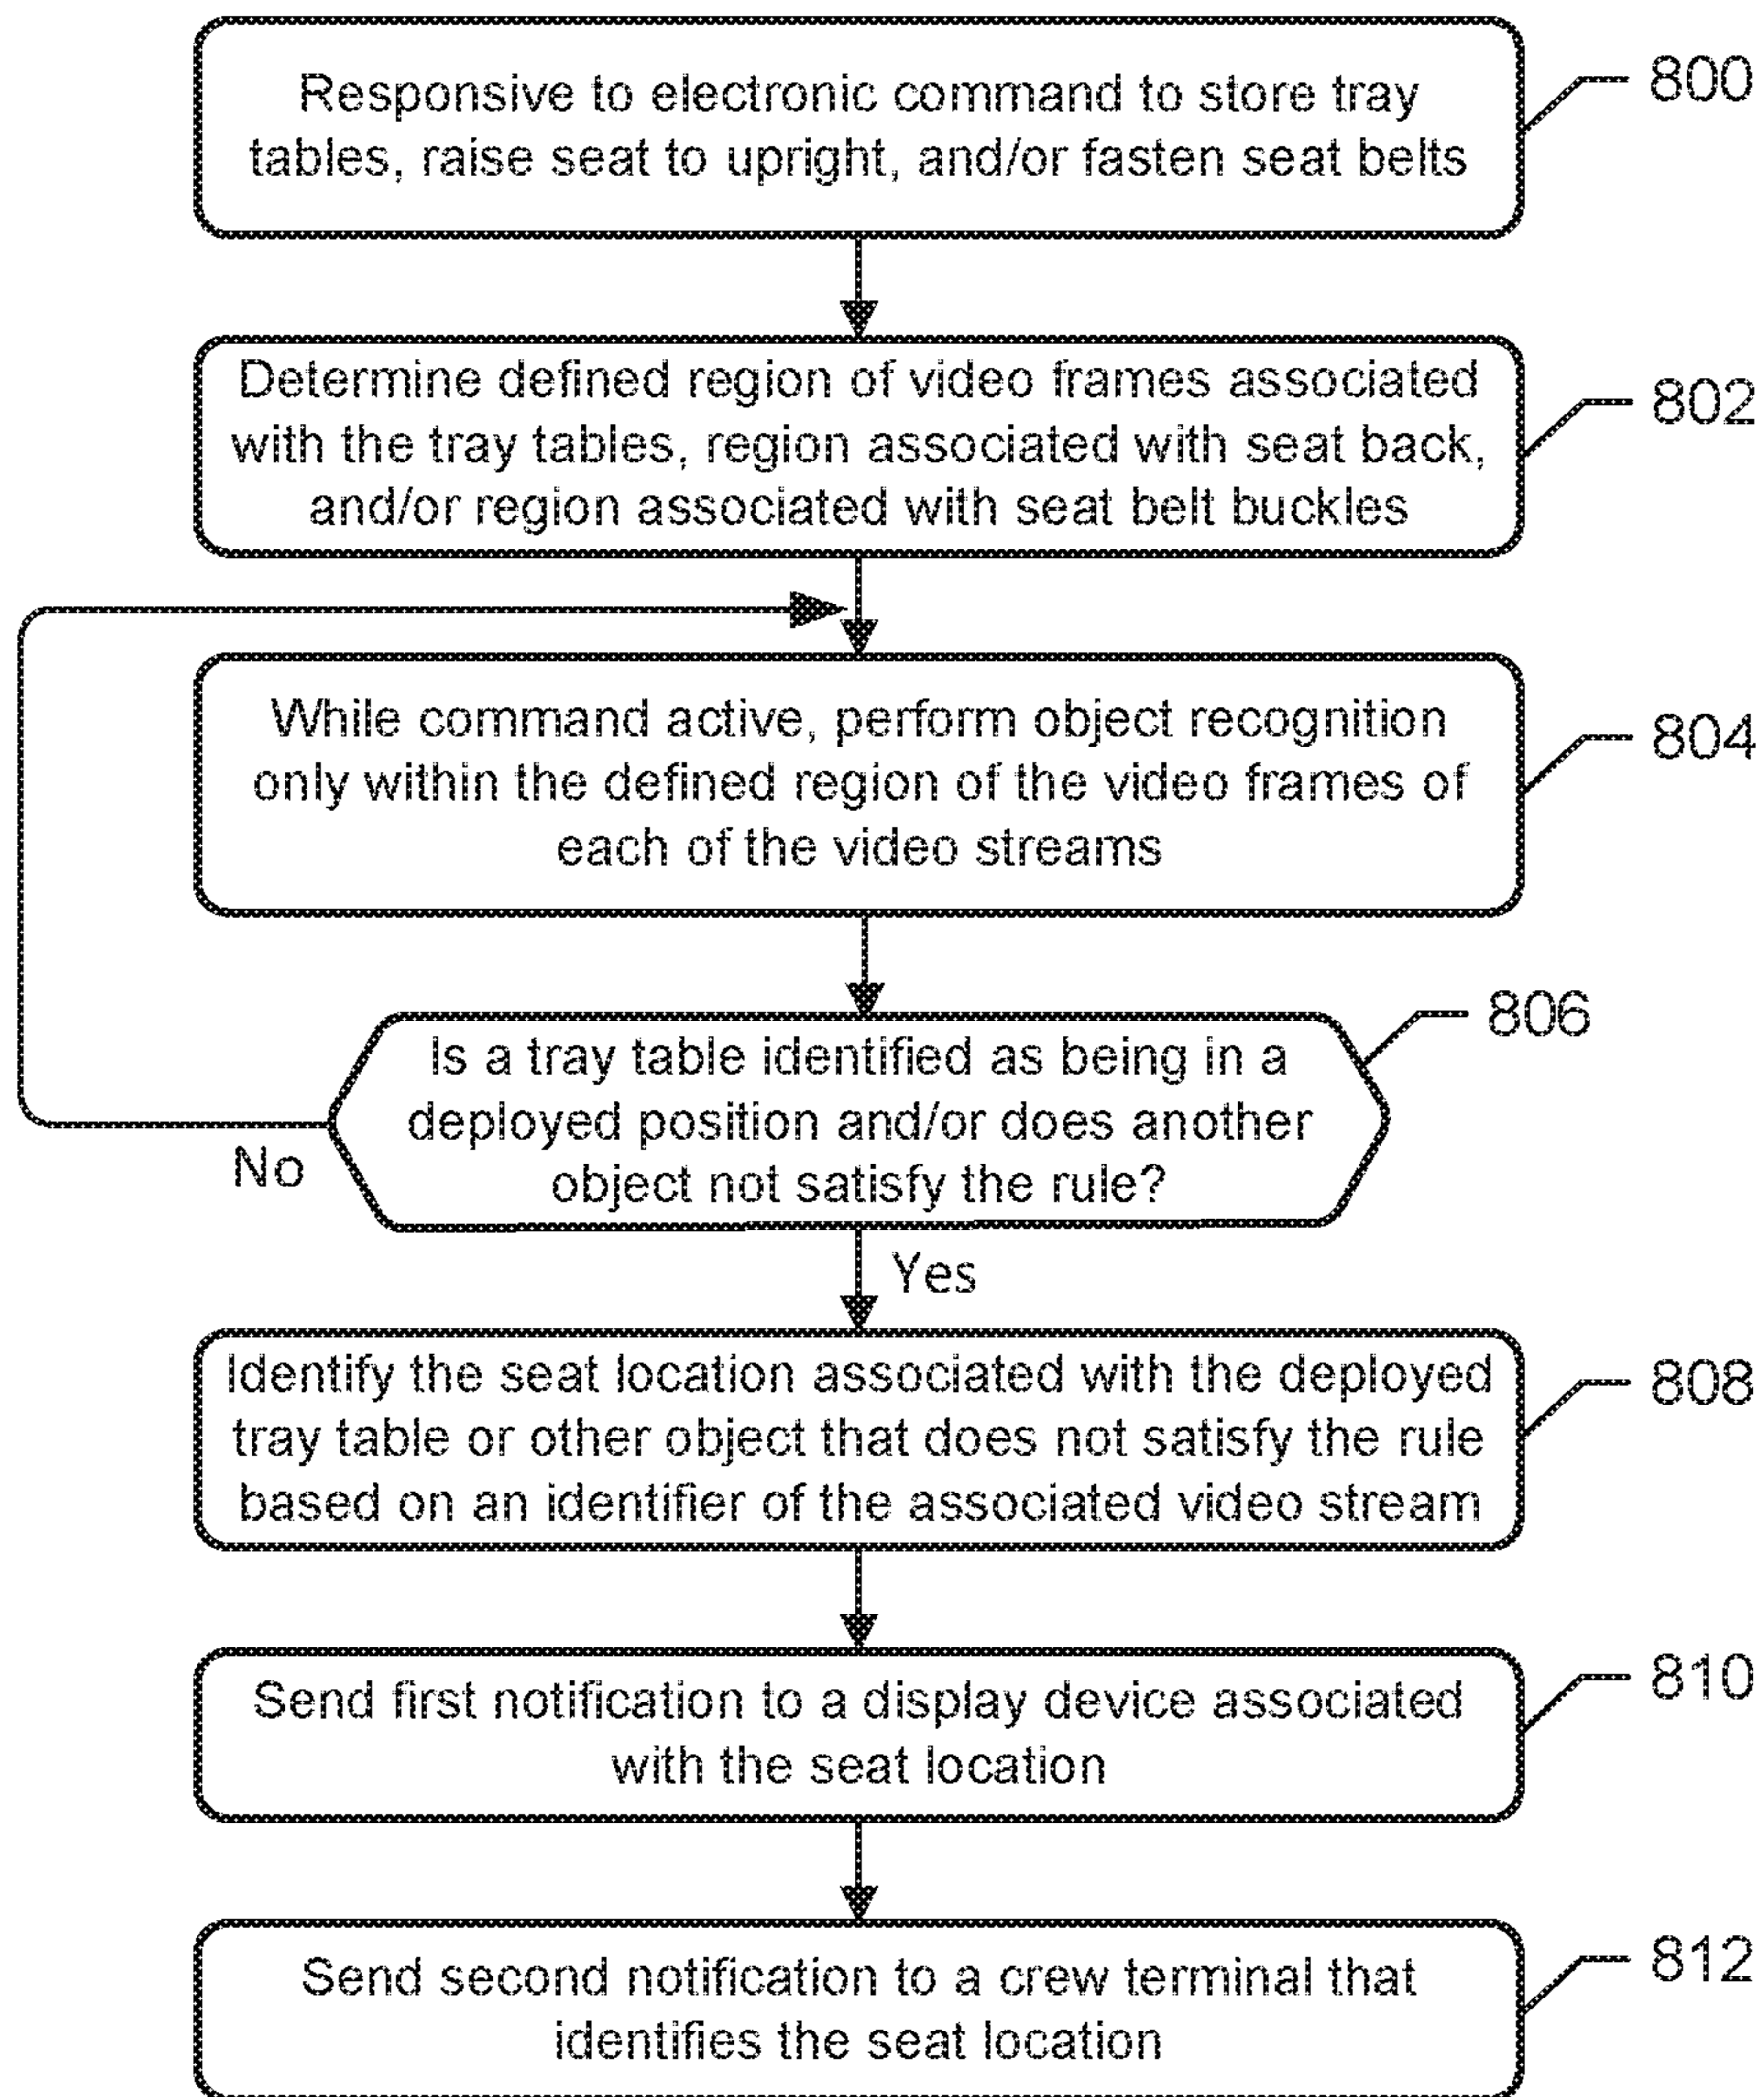 Responsive to electronic command to store tray
tables, raise seat to upright, and/or fasten seat belts
800
Determine defined region of video frames associated
with the tray tables, region associated with seat back,
and/or region associated with seat belt buckles
802
While command active, perform object recognition
only within the defined region of the video frames of
each of the video streams
804
Is a tray table identified as being in a
deployed position and/or does another
object not satisfy the rule?
806
No
Yes
Identify the seat location associated with the deployed
tray table or other object that does not satisfy the rule
based on an identifier of the associated video stream
808
Send first notification to a display device associated
with the seat location
810
Send second notification to a crew terminal that
identifies the seat location
812